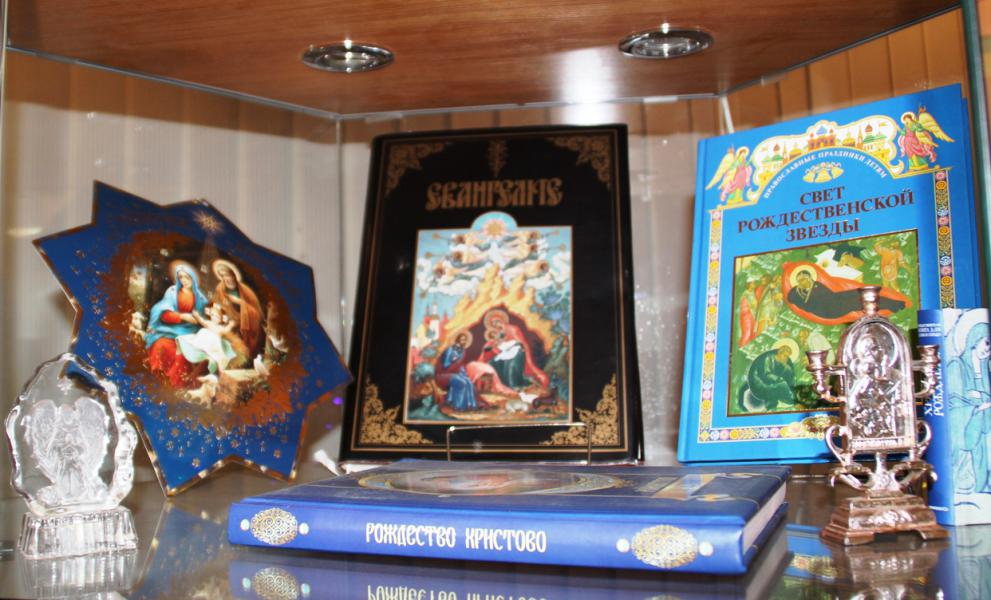 ЕВАНГЕЛИЕ
ПРАВОСЛАВНЫЕ ПРАЗДНИКИ ДЕТЯМ
СВЕТ
РОЖДЕСТВЕНСКОЙ
ЗВЕЗДЫ
РОЖДЕСТВО ХРИСТОВО